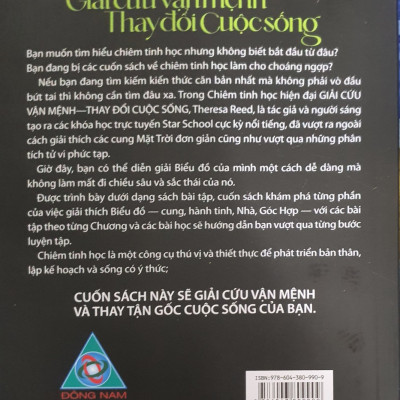 Giải cứu vận mệnh
Thay đổi Cuộc sống
Bạn muốn tìm hiểu chiêm tinh học nhưng không biết bắt đầu từ đâu?
Bạn đang bị các cuốn sách về chiêm tinh học làm cho choáng ngợp?
Nếu bạn đang tìm kiếm kiến thức căn bản nhất mà không phải vò đầu
bứt tai thì không cần tìm đâu xa. Trong Chiêm tinh học hiện đại GIẢI CỨU
VẬN MỆNH—THAY ĐỔI CUỘC SỐNG, Theresa Reed, là tác giả và người sáng
tạo ra các khóa học trực tuyến Star School cực kỳ nổi tiếng, đã vượt ra ngoài
cách giải thích các cung Mặt Trời đơn giản cũng như vượt qua những phân
tích tử vi phức tạp.
Giờ đây, bạn có thể diễn giải Biểu đồ của mình một cách dễ dàng mà
không làm mất đi chiều sâu và sắc thái của nó.
Được trình bày dưới dạng sách bài tập, cuốn sách khám phá từng phần
của việc giải thích Biểu đồ — cung, hành tinh, Nhà, Góc Hợp — với các bài
tập theo từng Chương và các bài học sẽ hướng dẫn bạn vượt qua từng bước
luyện tập.
Chiêm tinh học là một công cụ thú vị và thiết thực để phát triển bản thân,
lập kế hoạch và sống có ý thức;
CUỐN SÁCH NÀY SẼ GIẢI CỨU VẬN MỆNH
VÀ THAY TẬN GỐC CUỘC SỐNG CỦA BẠN.
ISBN: 978-604-380-990-9
ĐÔNG NAM